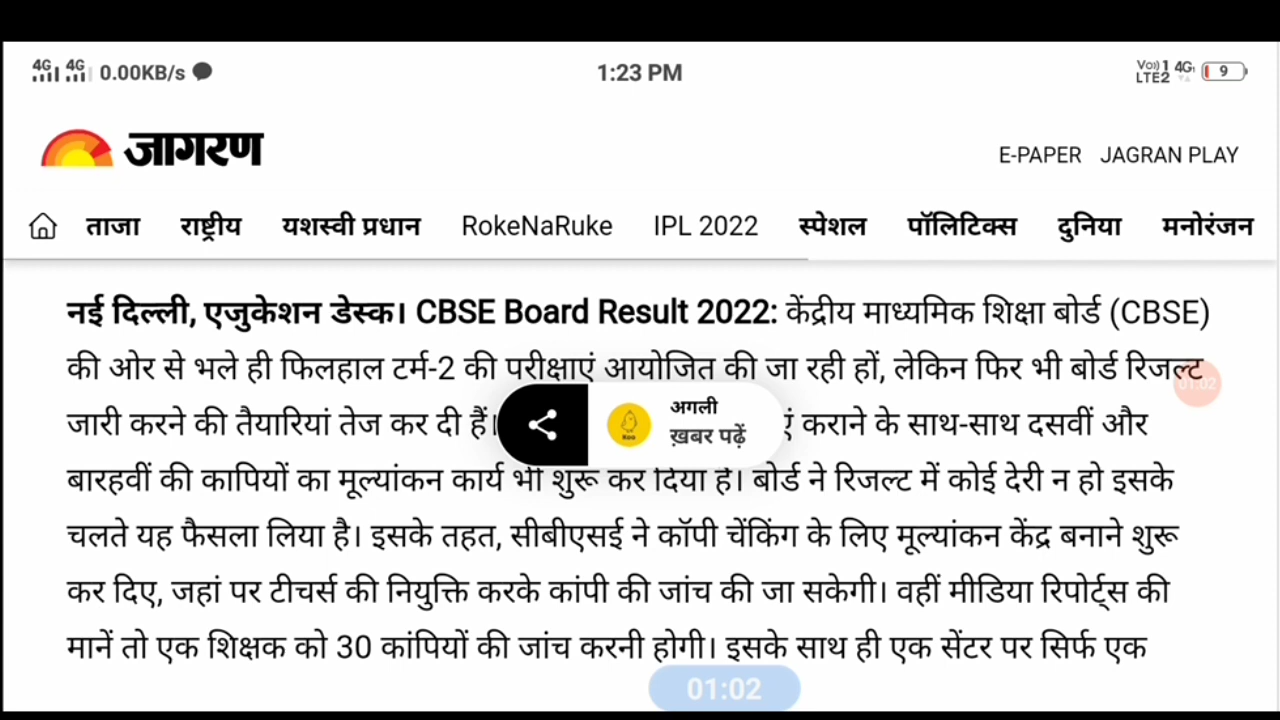 4G 4G 0.00KB/s 1:23 PM Vo)) 1 4G LTE2 9
जागरण E-PAPER JAGRAN PLAY
ताजा राष्ट्रीय यशस्वी प्रधान RokeNaRuke IPL 2022 स्पेशल पॉलिटिक्स दुनिया मनोरंजन
नई दिल्ली, एजुकेशन डेस्क। CBSE Board Result 2022: केंद्रीय माध्यमिक शिक्षा बोर्ड (CBSE)
की ओर से भले ही फिलहाल टर्म-2 की परीक्षाएं आयोजित की जा रही हों, लेकिन फिर भी बोर्ड रिजल्ट
01:02
जारी करने की तैयारियां तेज कर दी हैं। कराने के साथ-साथ दसवीं और
Koo अगली
ख़बर पढ़ें
बारहवीं की कापियों का मूल्यांकन कार्य भी शुरू कर दिया है। बोर्ड ने रिजल्ट में कोई देरी न हो इसके
चलते यह फैसला लिया है। इसके तहत, सीबीएसई ने कॉपी चेंकिंग के लिए मूल्यांकन केंद्र बनाने शुरू
कर दिए, जहां पर टीचर्स की नियुक्ति करके कांपी की जांच की जा सकेगी। वहीं मीडिया रिपोर्ट्स की
मानें तो एक शिक्षक को 30 कांपियों की जांच करनी होगी। इसके साथ ही एक सेंटर पर सिर्फ एक
01:02